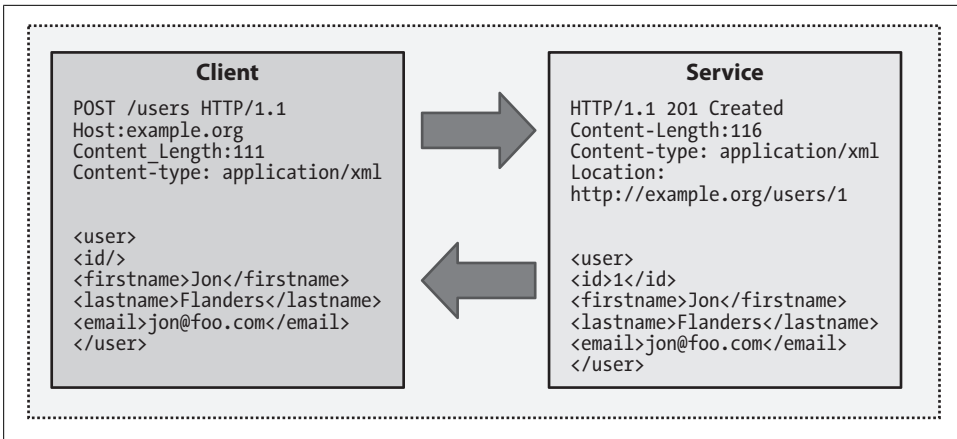 Client
POST /users HTTP/1.1
Host:example.org
Content_Length:111
Content-type: application/xml
<user>
<id/>
<firstname>Jon</firstname>
<lastname>Flanders</lastname>
<email>jon@foo.com</email>
</user>
Service
HTTP/1.1 201 Created
Content-Length:116
Content-type: application/xml
Location:
http://example.org/users/1
<user>
<id>1</id>
<firstname>Jon</firstname>
<lastname>Flanders</lastname>
<email>jon@foo.com</email>
</user>